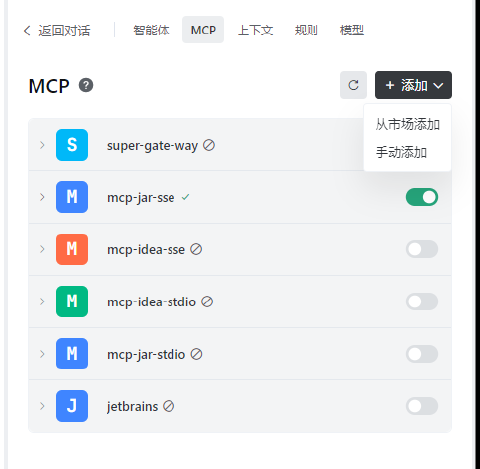 返回对话 智能体 MCP 上下文 规则 模型
MCP ? + 添加
从市场添加
手动添加
S super-gate-way
M mcp-jar-sse
M mcp-idea-sse
M mcp-idea-stdio
M mcp-jar-stdio
J jetbrains